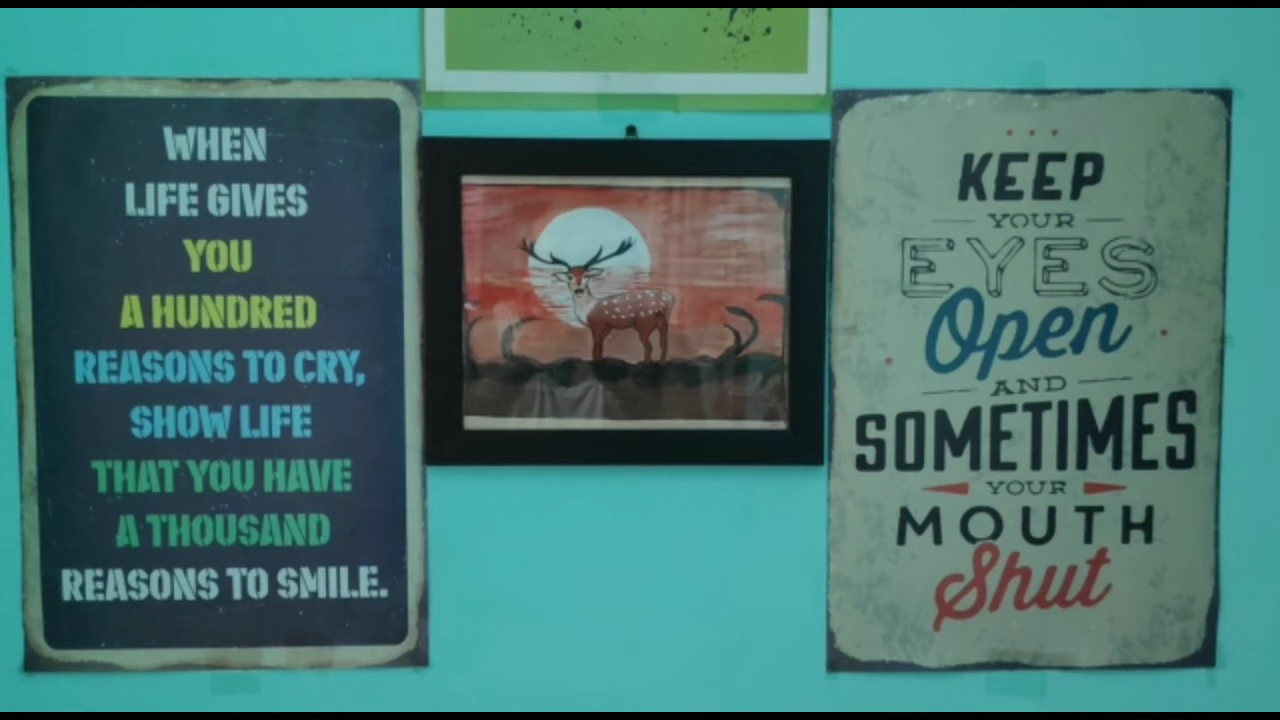 WHEN
LIFE GIVES
YOU
A HUNDRED
REASONS TO CRY,
SHOW LIFE
THAT YOU HAVE
A THOUSAND
REASONS TO SMILE.
KEEP
YOUR
EYES
Open
AND
SOMETIMES
YOUR
MOUTH
Shut